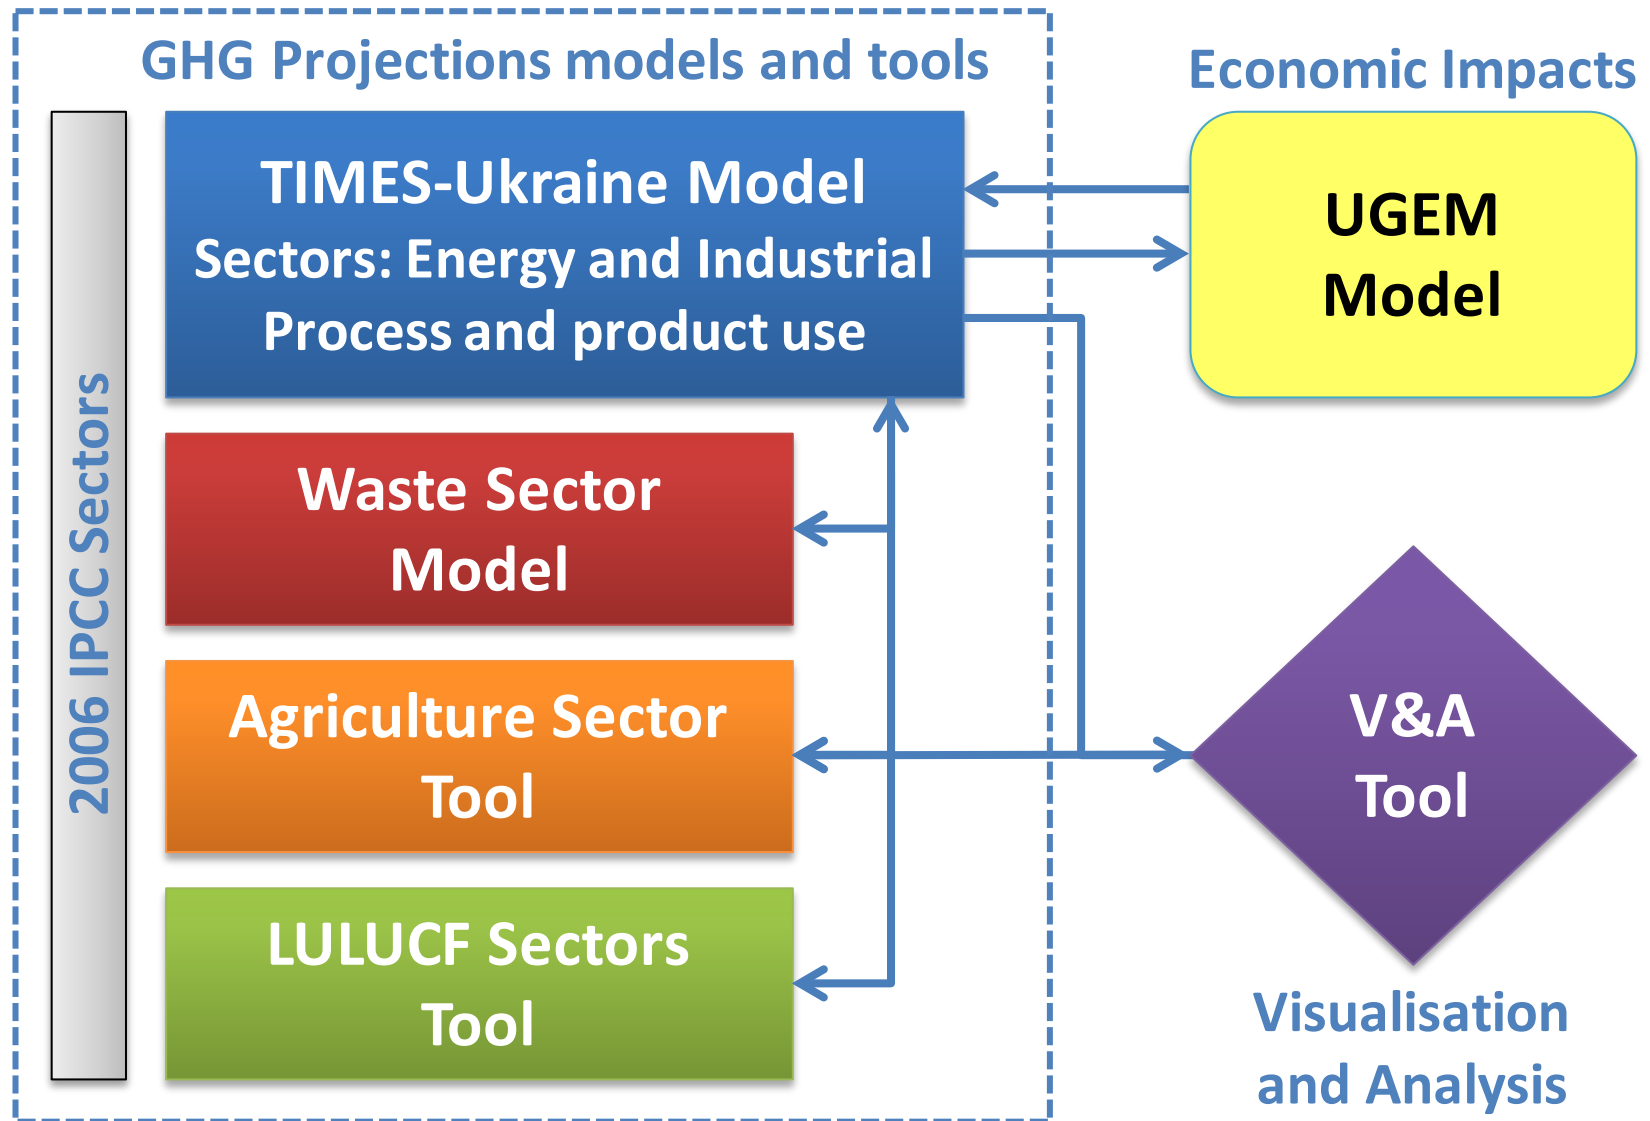 GHG Projections models and tools
Economic Impacts
2006 IPCC Sectors
TIMES-Ukraine Model
Sectors: Energy and Industrial
Process and product use
UGEM
Model
Waste Sector
Model
Agriculture Sector
Tool
V&A
Tool
LULUCF Sectors
Tool
Visualisation
and Analysis